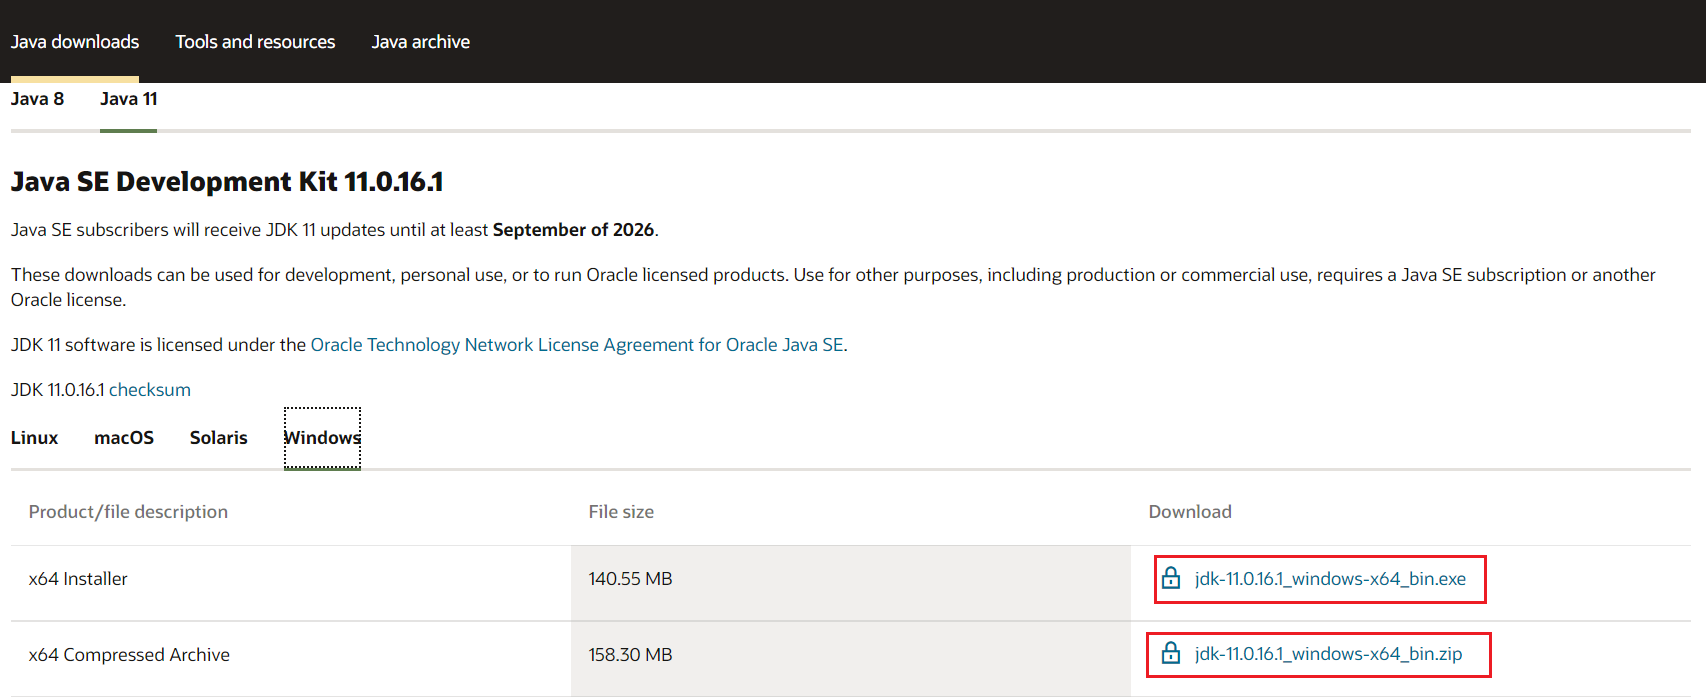 Java downloads Tools and resources Java archive
Java 8 Java 11
Java SE Development Kit 11.0.16.1
Java SE subscribers will receive JDK 11 updates until at least September of 2026.
These downloads can be used for development, personal use, or to run Oracle licensed products. Use for other purposes, including production or commercial use, requires a Java SE subscription or another
Oracle license.
JDK 11 software is licensed under the Oracle Technology Network License Agreement for Oracle Java SE.
JDK 11.0.16.1 checksum
Linux macOS Solaris Windows
Product/file description File size Download
x64 Installer 140.55 MB jdk-11.0.16.1_windows-x64_bin.exe
x64 Compressed Archive 158.30 MB jdk-11.0.16.1_windows-x64_bin.zip